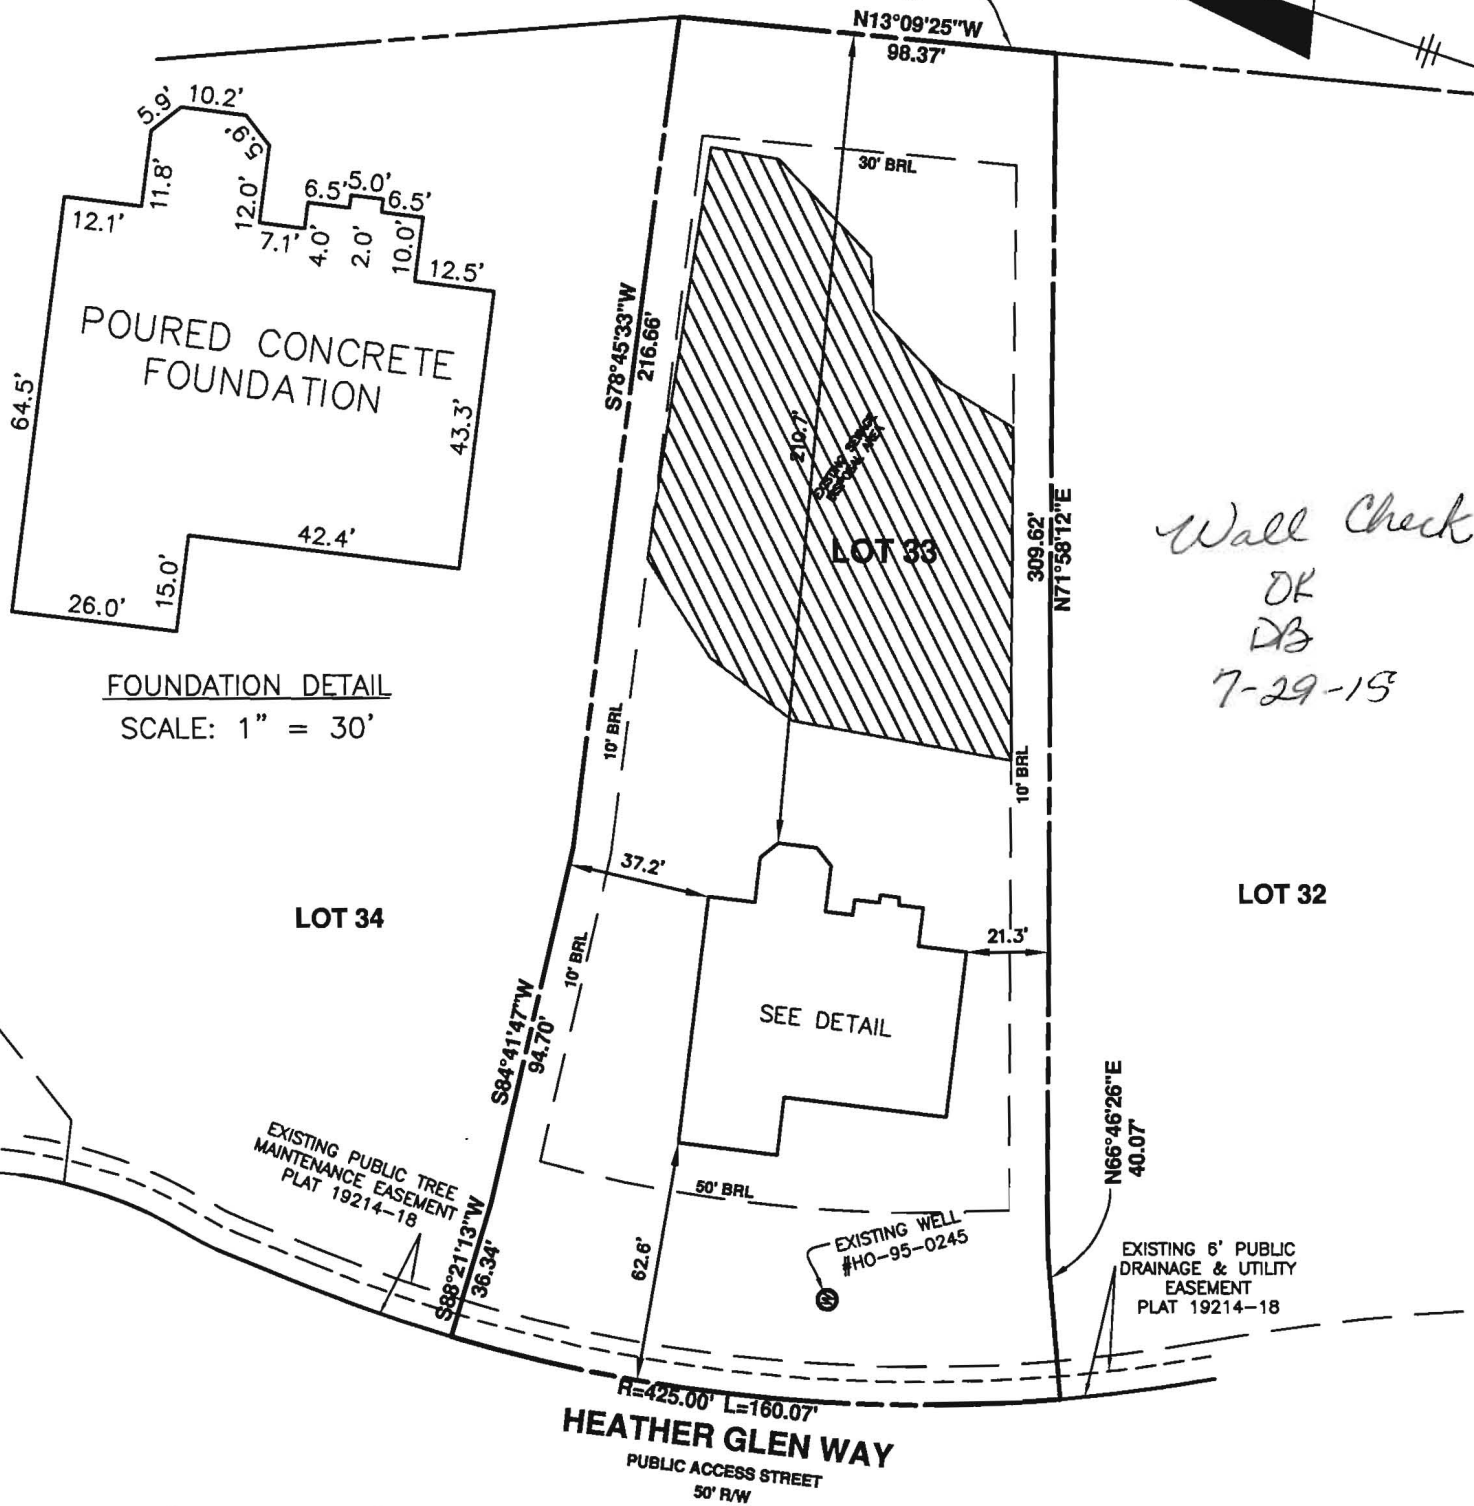 N13°09'25"W
98.37'
5.9'
10.2'
5.9'
11.8'
12.0'
12.1'
7.1'
6.5'
5.0'
6.5'
4.0'
2.0'
10.0'
12.5'
POURED CONCRETE
FOUNDATION
64.5'
43.3'
42.4'
15.0'
26.0'
FOUNDATION DETAIL
SCALE: 1" = 30'
30' BRL
S78°45'33"W
216.66'
210.7'
EXISTING SEWAGE
DISPOSAL AREA
LOT 33
309.62'
N71°58'12"E
Wall Check
OK
DB
7-29-15
10' BRL
10' BRL
37.2'
LOT 34
LOT 32
21.3'
10' BRL
SEE DETAIL
S84°41'47"W
94.70'
N66°46'26"E
40.07'
EXISTING PUBLIC TREE
MAINTENANCE EASEMENT
PLAT 19214-18
50' BRL
S88°21'13"W
36.34'
62.6'
EXISTING WELL
#HO-95-0245
W
EXISTING 6' PUBLIC
DRAINAGE & UTILITY
EASEMENT
PLAT 19214-18
R=425.00' L=160.07'
HEATHER GLEN WAY
PUBLIC ACCESS STREET
50' R/W